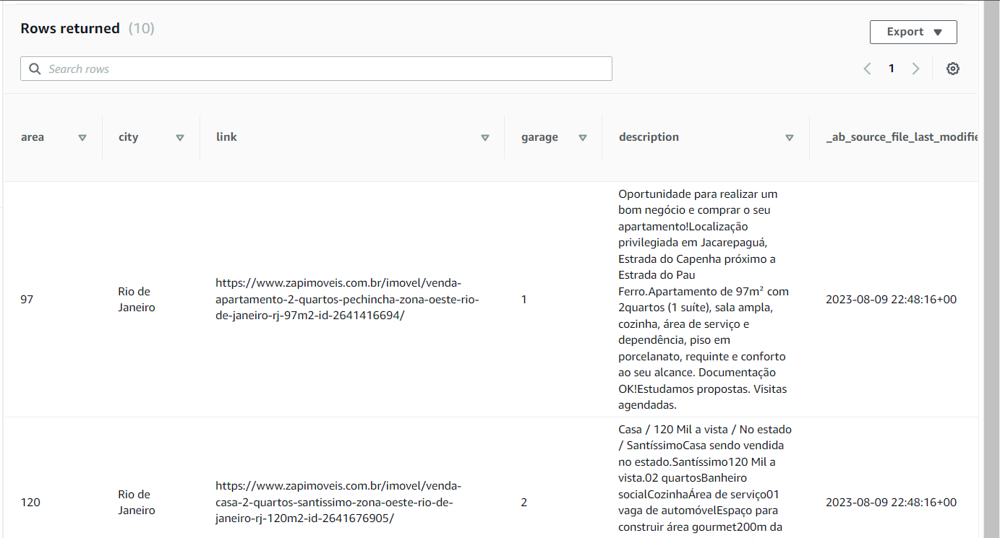 Rows returned (10)
Export
Search rows
1
area
city
link
garage
description
_ab_source_file_last_modifie
97
Rio de
Janeiro
https://www.zapimoveis.com.br/imovel/venda-
apartamento-2-quartos-pechincha-zona-oeste-rio-
de-janeiro-rj-97m2-id-2641416694/
1
Oportunidade para realizar um
bom negócio e comprar o seu
apartamento!Localização
privilegiada em Jacarepaguá,
Estrada do Capenha próximo a
Estrada do Pau
Ferro.Apartamento de 97m² com
2quartos (1 suíte), sala ampla,
cozinha, área de serviço e
dependência, piso em
porcelanato, requinte e conforto
ao seu alcance. Documentação
OK!Estudamos propostas. Visitas
agendadas.
2023-08-09 22:48:16+00
120
Rio de
Janeiro
https://www.zapimoveis.com.br/imovel/venda-
casa-2-quartos-santissimo-zona-oeste-rio-de-
janeiro-rj-120m2-id-2641676905/
2
Casa / 120 Mil a vista / No estado
/ SantíssimoCasa sendo vendida
no estado.Santíssimo120 Mil a
vista.02 quartosBanheiro
socialCozinhaÁrea de serviço01
vaga de automóvelEspaço para
construir área gourmet200m da
2023-08-09 22:48:16+00